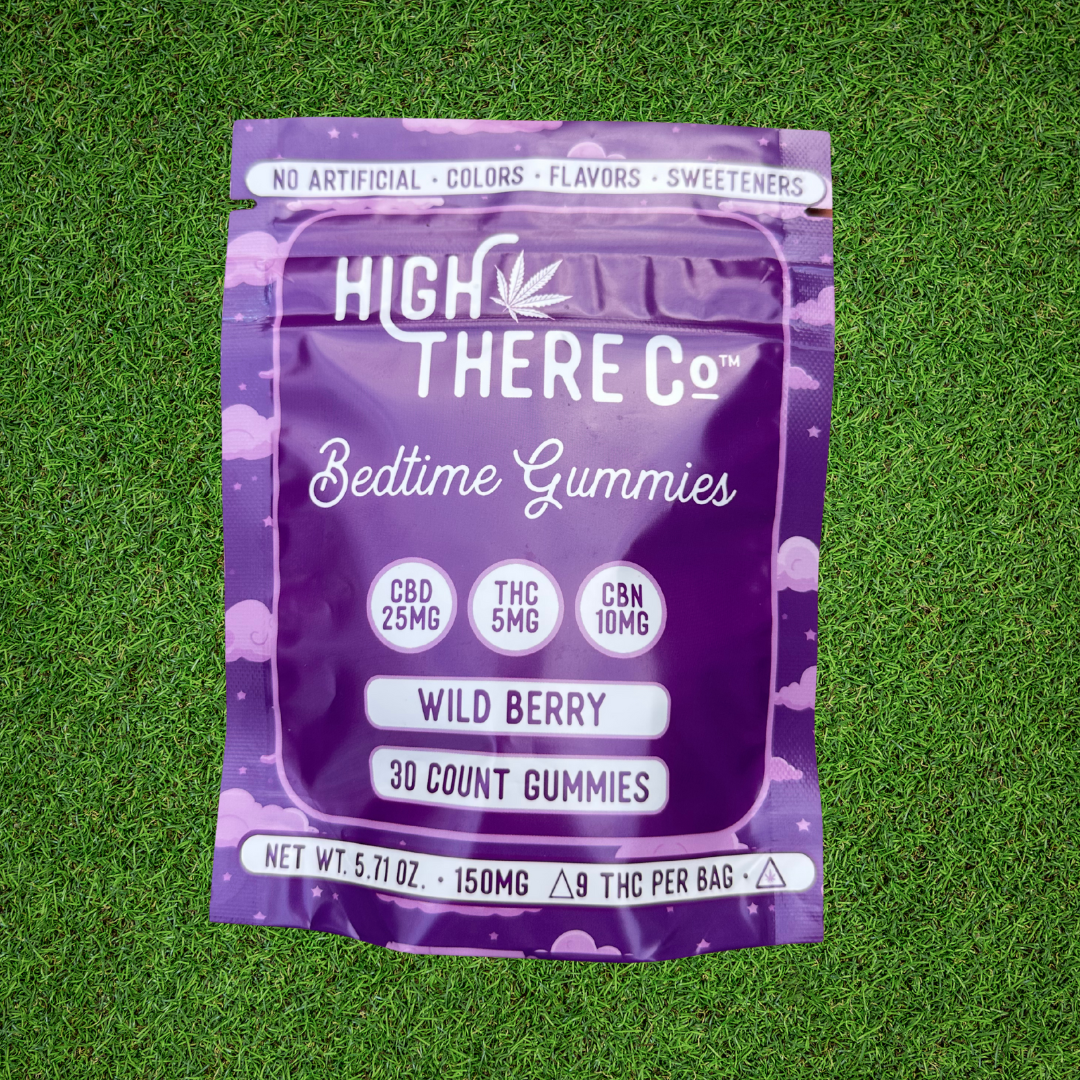 NO ARTIFICIAL · COLORS · FLAVORS · SWEETENERS
HIGH
THERE Co™
Bedtime Gummies
CBD 25MG
THC 5MG
CBN 10MG
WILD BERRY
30 COUNT GUMMIES
NET WT. 5.71 OZ. · 150MG △9 THC PER BAG ·